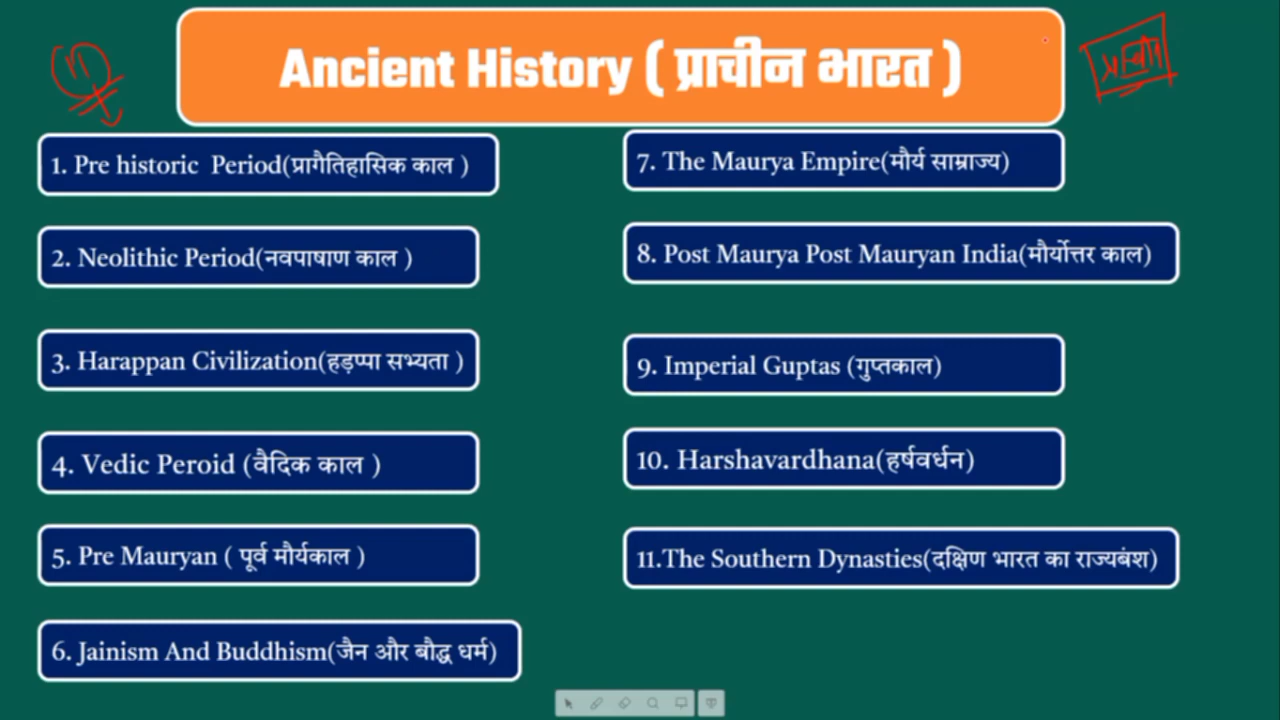 Ancient History ( प्राचीन भारत )
1. Pre historic Period(प्रागैतिहासिक काल )
2. Neolithic Period(नवपाषाण काल )
3. Harappan Civilization(हड़प्पा सभ्यता )
4. Vedic Peroid (वैदिक काल )
5. Pre Mauryan ( पूर्व मौर्यकाल )
6. Jainism And Buddhism(जैन और बौद्ध धर्म)
7. The Maurya Empire(मौर्य साम्राज्य)
8. Post Maurya Post Mauryan India(मौर्योत्तर काल)
9. Imperial Guptas (गुप्तकाल)
10. Harshavardhana(हर्षवर्धन)
11.The Southern Dynasties(दक्षिण भारत का राज्यबंश)